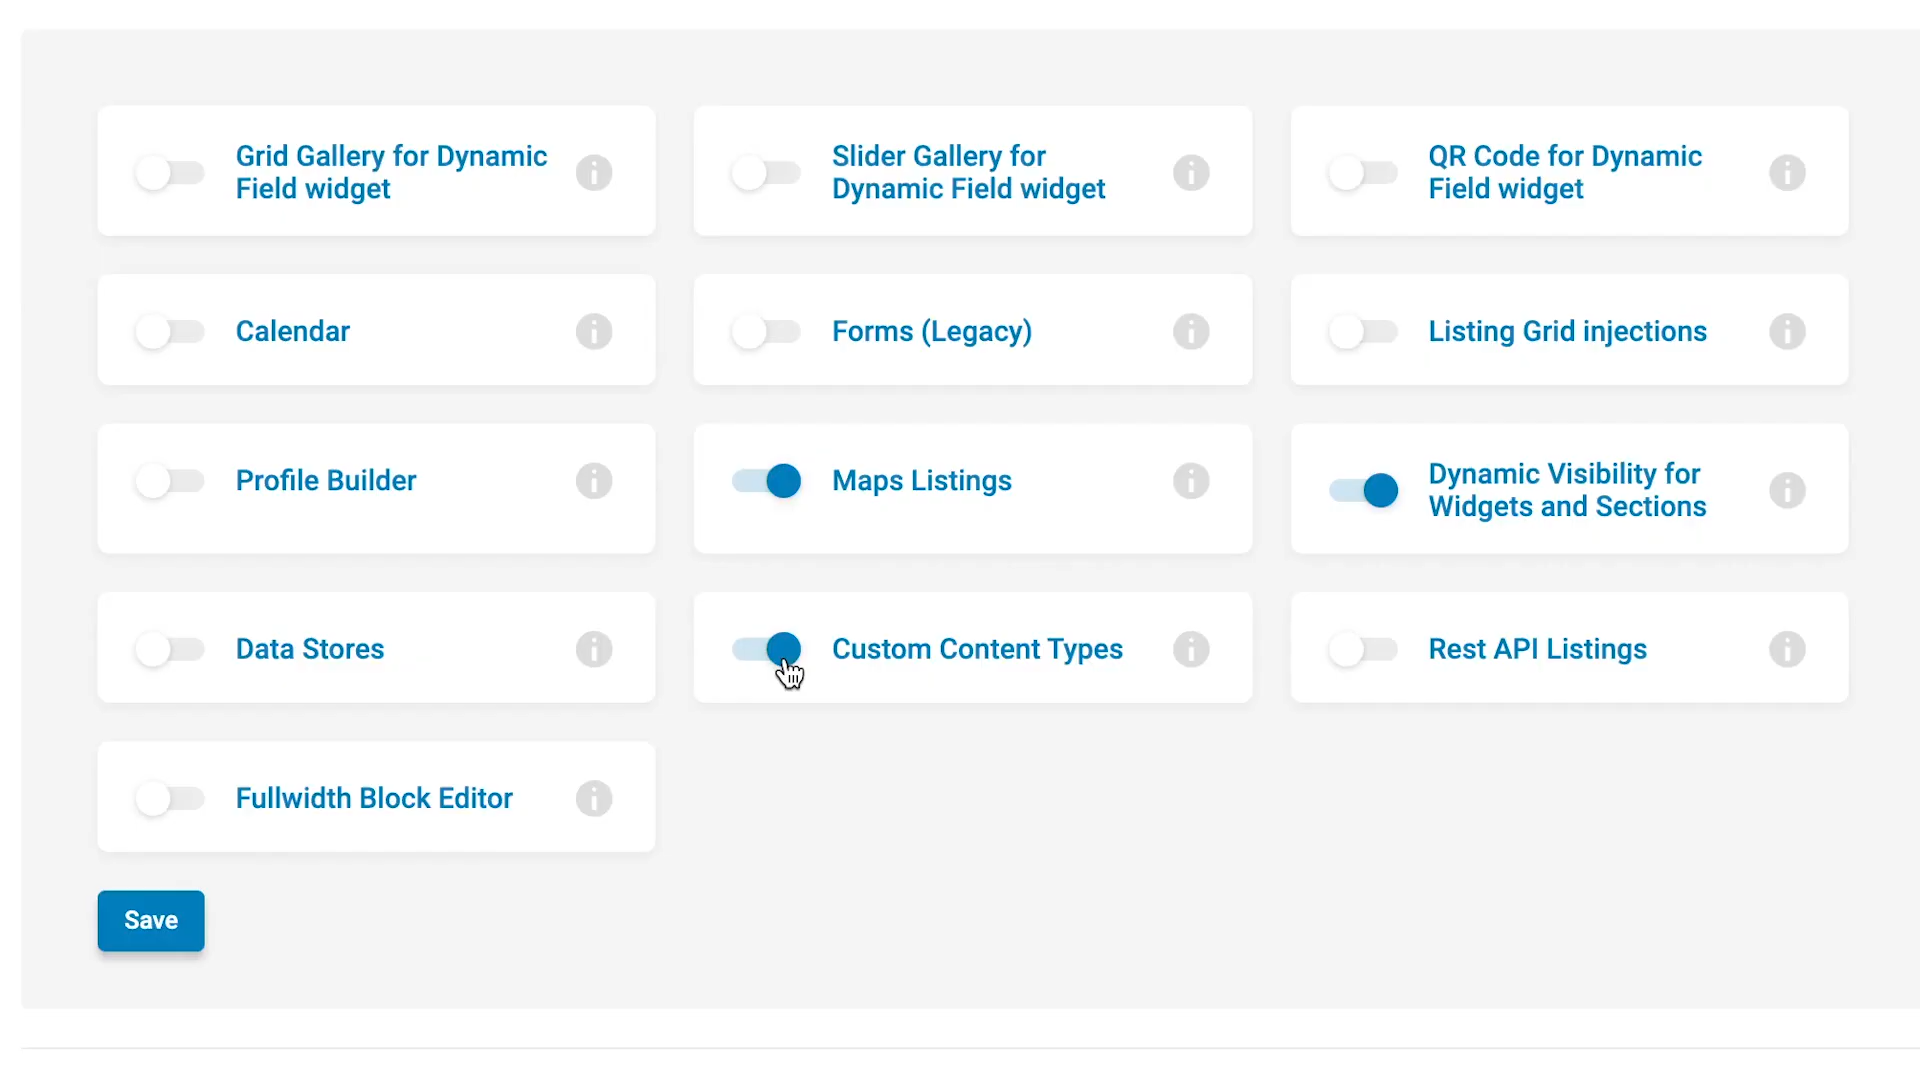 Grid Gallery for Dynamic
Field widget
Slider Gallery for
Dynamic Field widget
QR Code for Dynamic
Field widget
Calendar
Forms (Legacy)
Listing Grid injections
Profile Builder
Maps Listings
Dynamic Visibility for
Widgets and Sections
Data Stores
Custom Content Types
Rest API Listings
Fullwidth Block Editor
Save